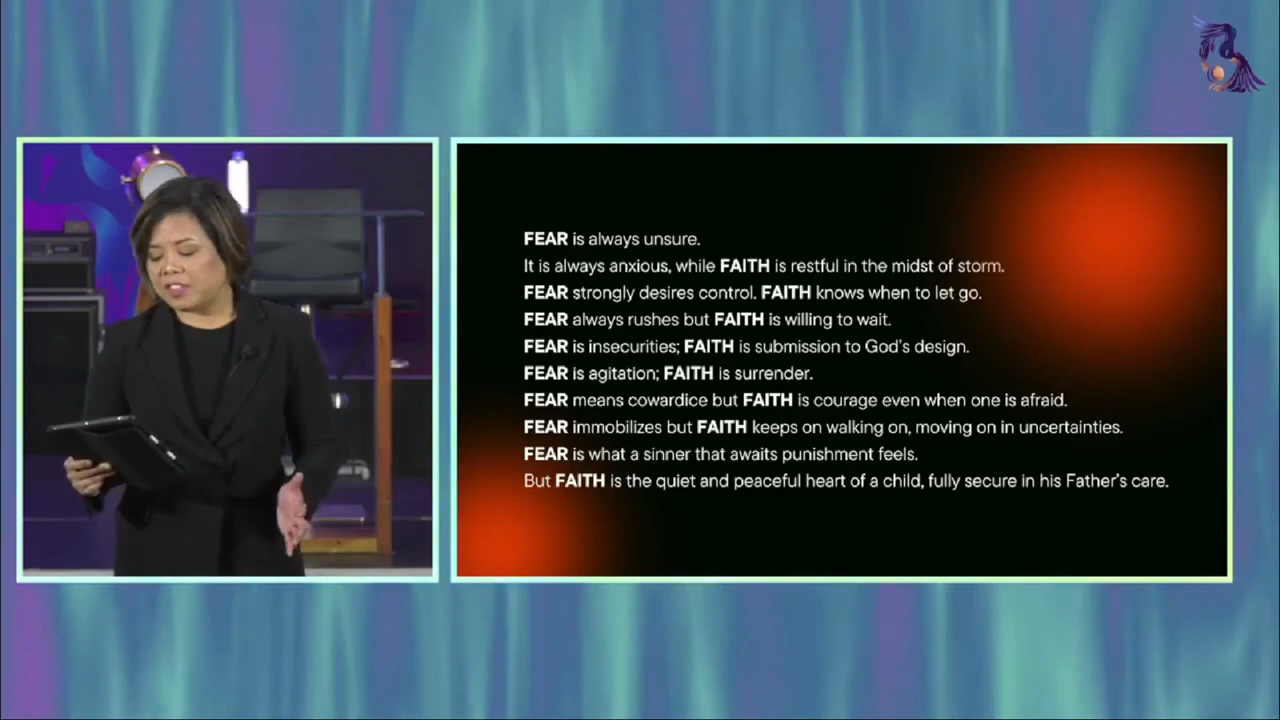 FEAR is always unsure.
It is always anxious, while FAITH is restful in the midst of storm.
FEAR strongly desires control. FAITH knows when to let go.
FEAR always rushes but FAITH is willing to wait.
FEAR is insecurities; FAITH is submission to God's design.
FEAR is agitation; FAITH is surrender.
FEAR means cowardice but FAITH is courage even when one is afraid.
FEAR immobilizes but FAITH keeps on walking on, moving on in uncertainties.
FEAR is what a sinner that awaits punishment feels.
But FAITH is the quiet and peaceful heart of a child, fully secure in his Father's care.